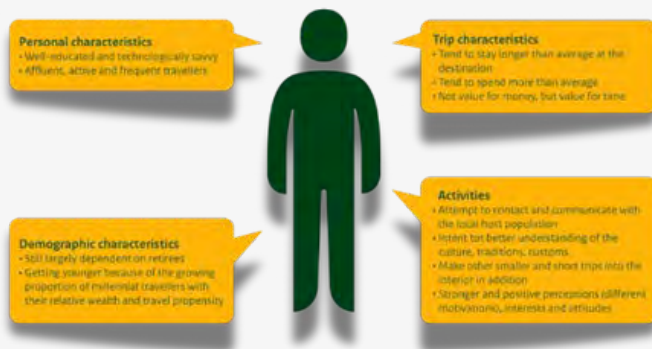 Personal characteristics
• Well-educated and technologically savvy
• Affluent, active and frequent travellers
Trip characteristics
• Tend to stay longer than average at the
destination
• Tend to spend more than average
• Not value for money, but value for time
Demographic characteristics
• Still largely dependent on retirees
• Getting younger because of the growing
proportion of millennial travellers with
their relative wealth and travel propensity
Activities
• Attempt to contact and communicate with
the local host population
• Intent for better understanding of the
culture, traditions, customs
• Make other smaller and short trips into the
interior in addition
• Stronger and positive perceptions (different
motivations), interests and attitudes